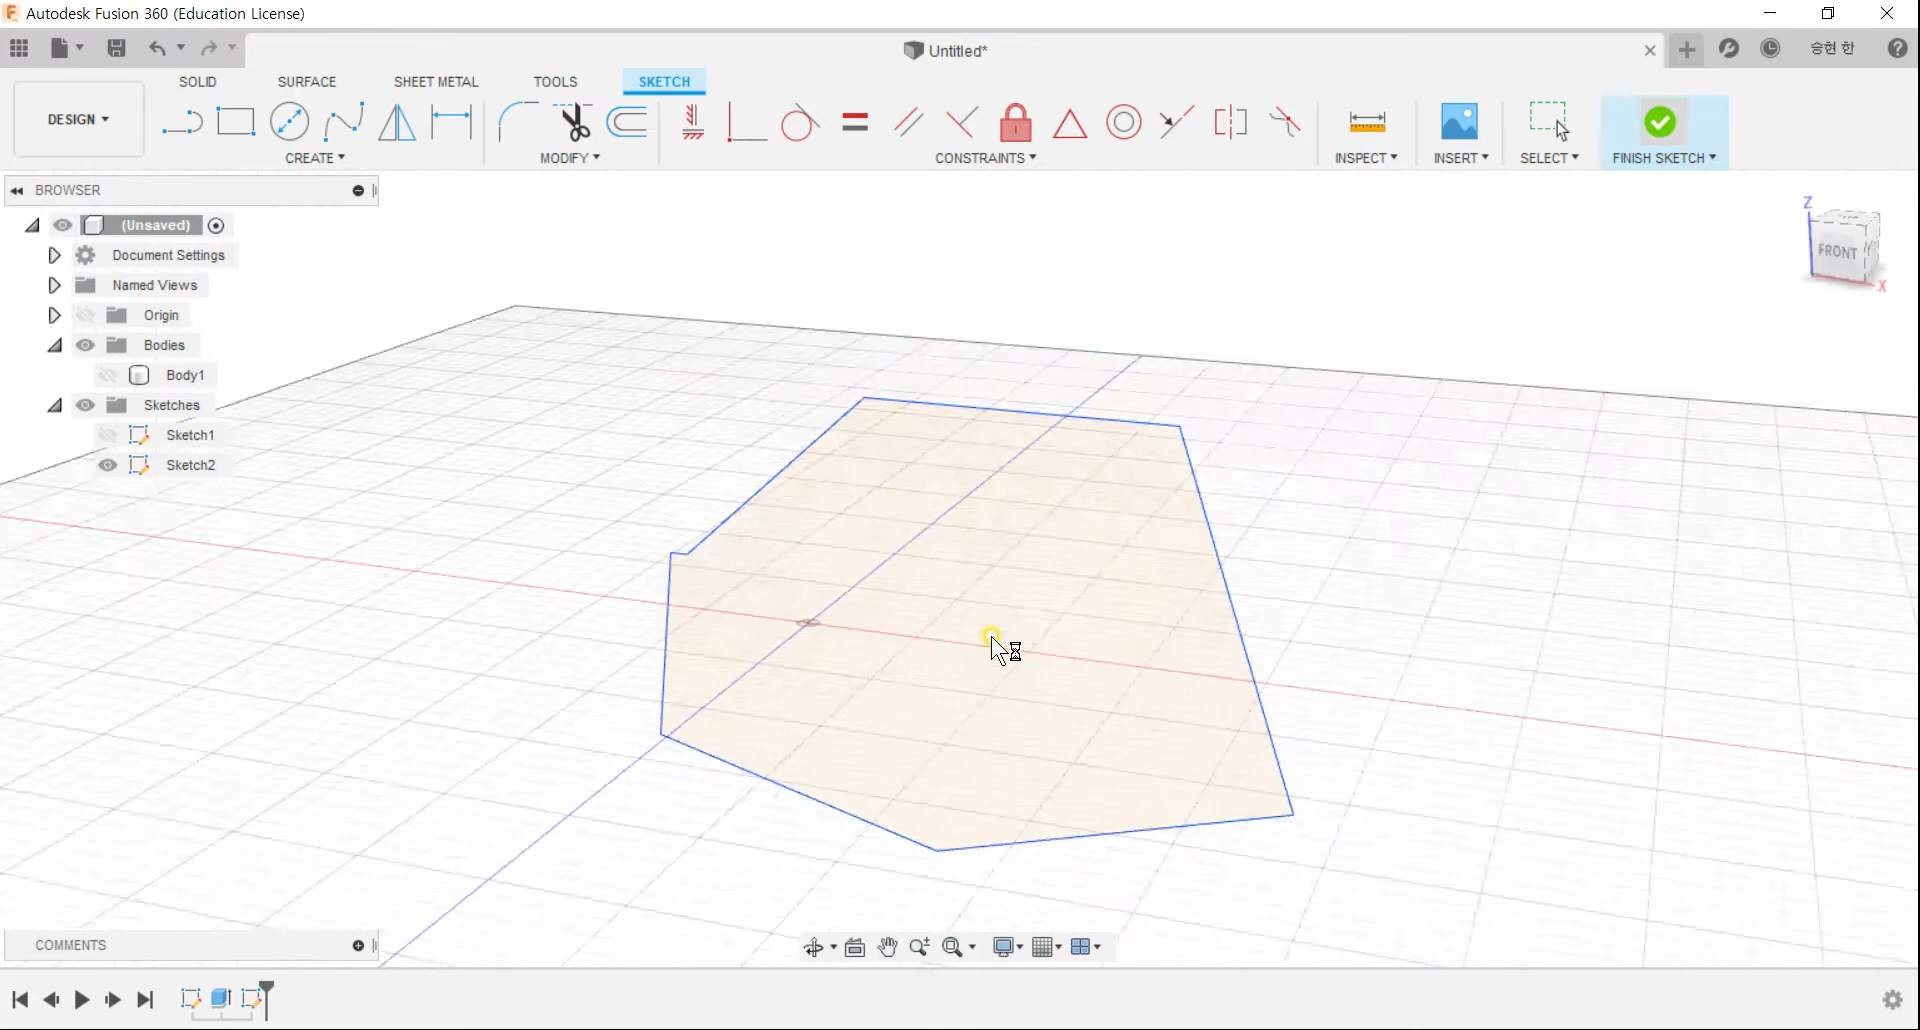 Autodesk Fusion 360 (Education License)
Untitled*
승현 한
DESIGN
SOLID
SURFACE
SHEET METAL
TOOLS
SKETCH
CREATE
MODIFY
CONSTRAINTS
INSPECT
INSERT
SELECT
FINISH SKETCH
BROWSER
(Unsaved)
Document Settings
Named Views
Origin
Bodies
Body1
Sketches
Sketch1
Sketch2
Z
FRONT
X
COMMENTS